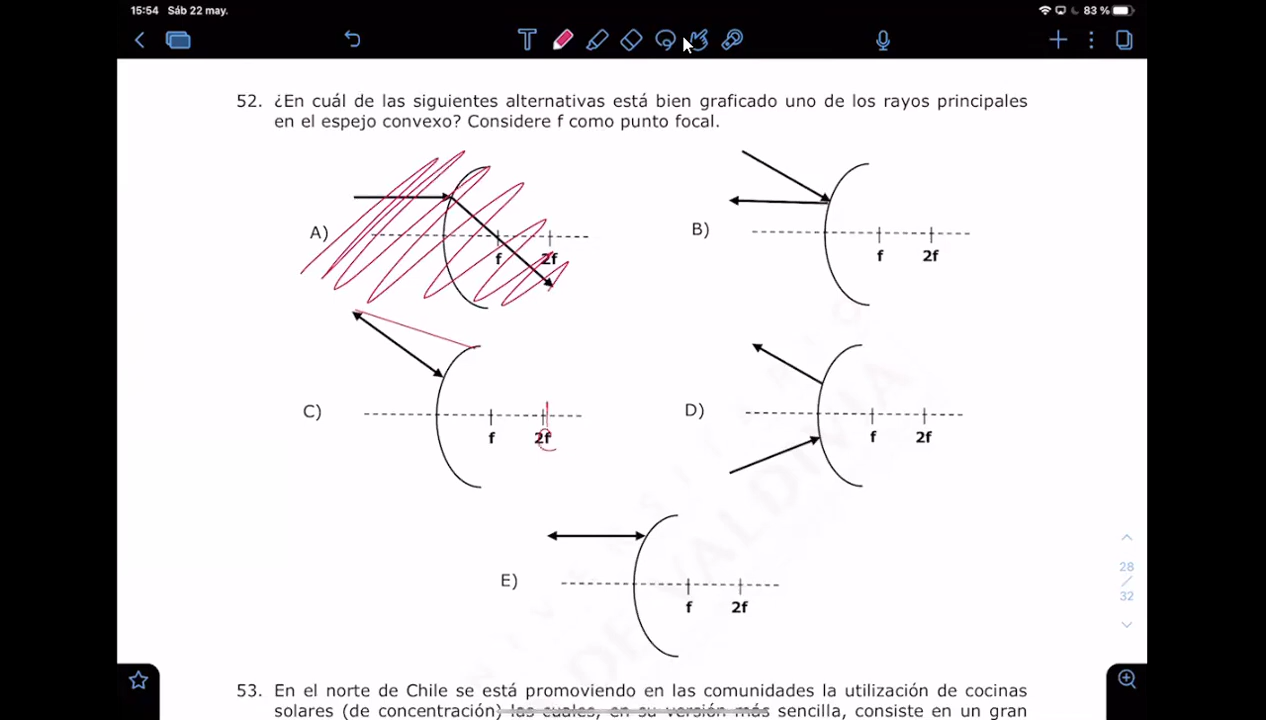 15:54 Sáb 22 may.
83 %
52. ¿En cuál de las siguientes alternativas está bien graficado uno de los rayos principales
en el espejo convexo? Considere f como punto focal.
A)
f 2f
B)
f 2f
C)
f 2f
D)
f 2f
E)
f 2f
28
/
32
53. En el norte de Chile se está promoviendo en las comunidades la utilización de cocinas
solares (de concentración) las cuales, en su versión más sencilla, consiste en un gran